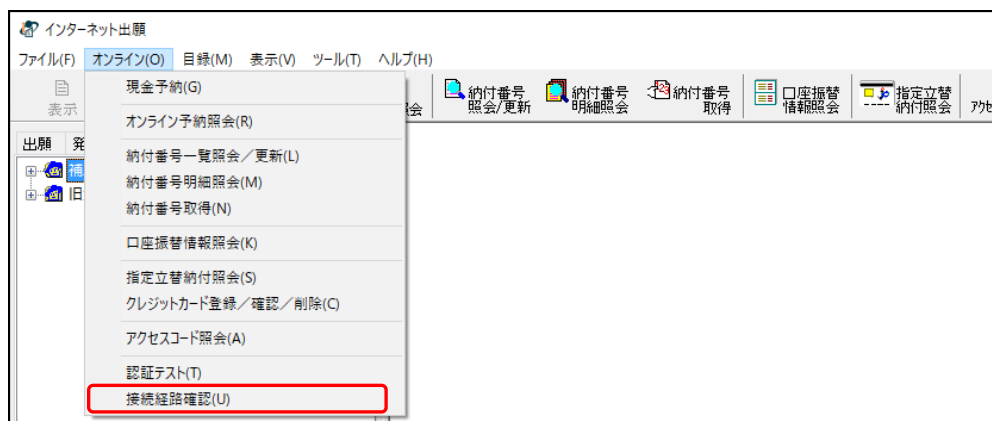 インターネット出願
ファイル(F) オンライン(O) 目録(M) 表示(V) ツール(T) ヘルプ(H)
表示
会
納付番号
照会/更新
納付番号
明細照会
納付番号
取得
口座振替
情報照会
指定立替
納付照会
アクセ
現金予納(G)
オンライン予納照会(R)
納付番号一覧照会/更新(L)
納付番号明細照会(M)
納付番号取得(N)
口座振替情報照会(K)
指定立替納付照会(S)
クレジットカード登録/確認/削除(C)
アクセスコード照会(A)
認証テスト(T)
接続経路確認(U)
出願 発
補
旧